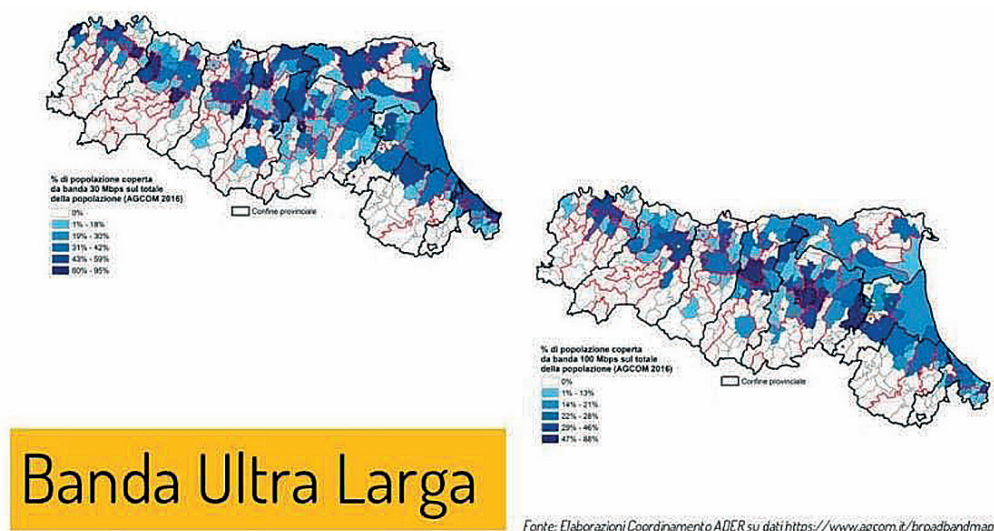 % di popolazione coperta
da banda 30 Mbps sul totale
della popolazione (AGCOM 2016)
0%
1% - 18%
19% - 30%
31% - 42%
43% - 59%
60% - 95%
Confine provinciale
% di popolazione coperta
da banda 100 Mbps sul totale
della popolazione (AGCOM 2016)
0%
1% - 13%
14% - 21%
22% - 28%
29% - 46%
47% - 88%
Confine provinciale
Banda Ultra Larga
Fonte: Elaborazioni Coordinamento ADER su dati https://www.agcom.it/broadbandmap